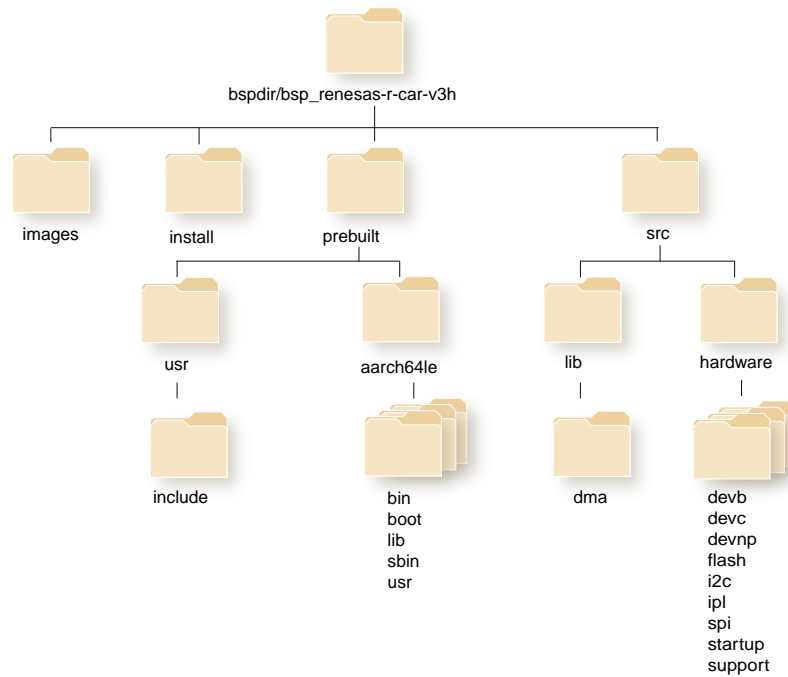 bspdir/bsp_renesas-r-car-v3h
images
install
prebuilt
src
usr
aarch64le
lib
hardware
include
bin
boot
lib
sbin
usr
dma
devb
devc
devnp
flash
i2c
ipl
spi
startup
support